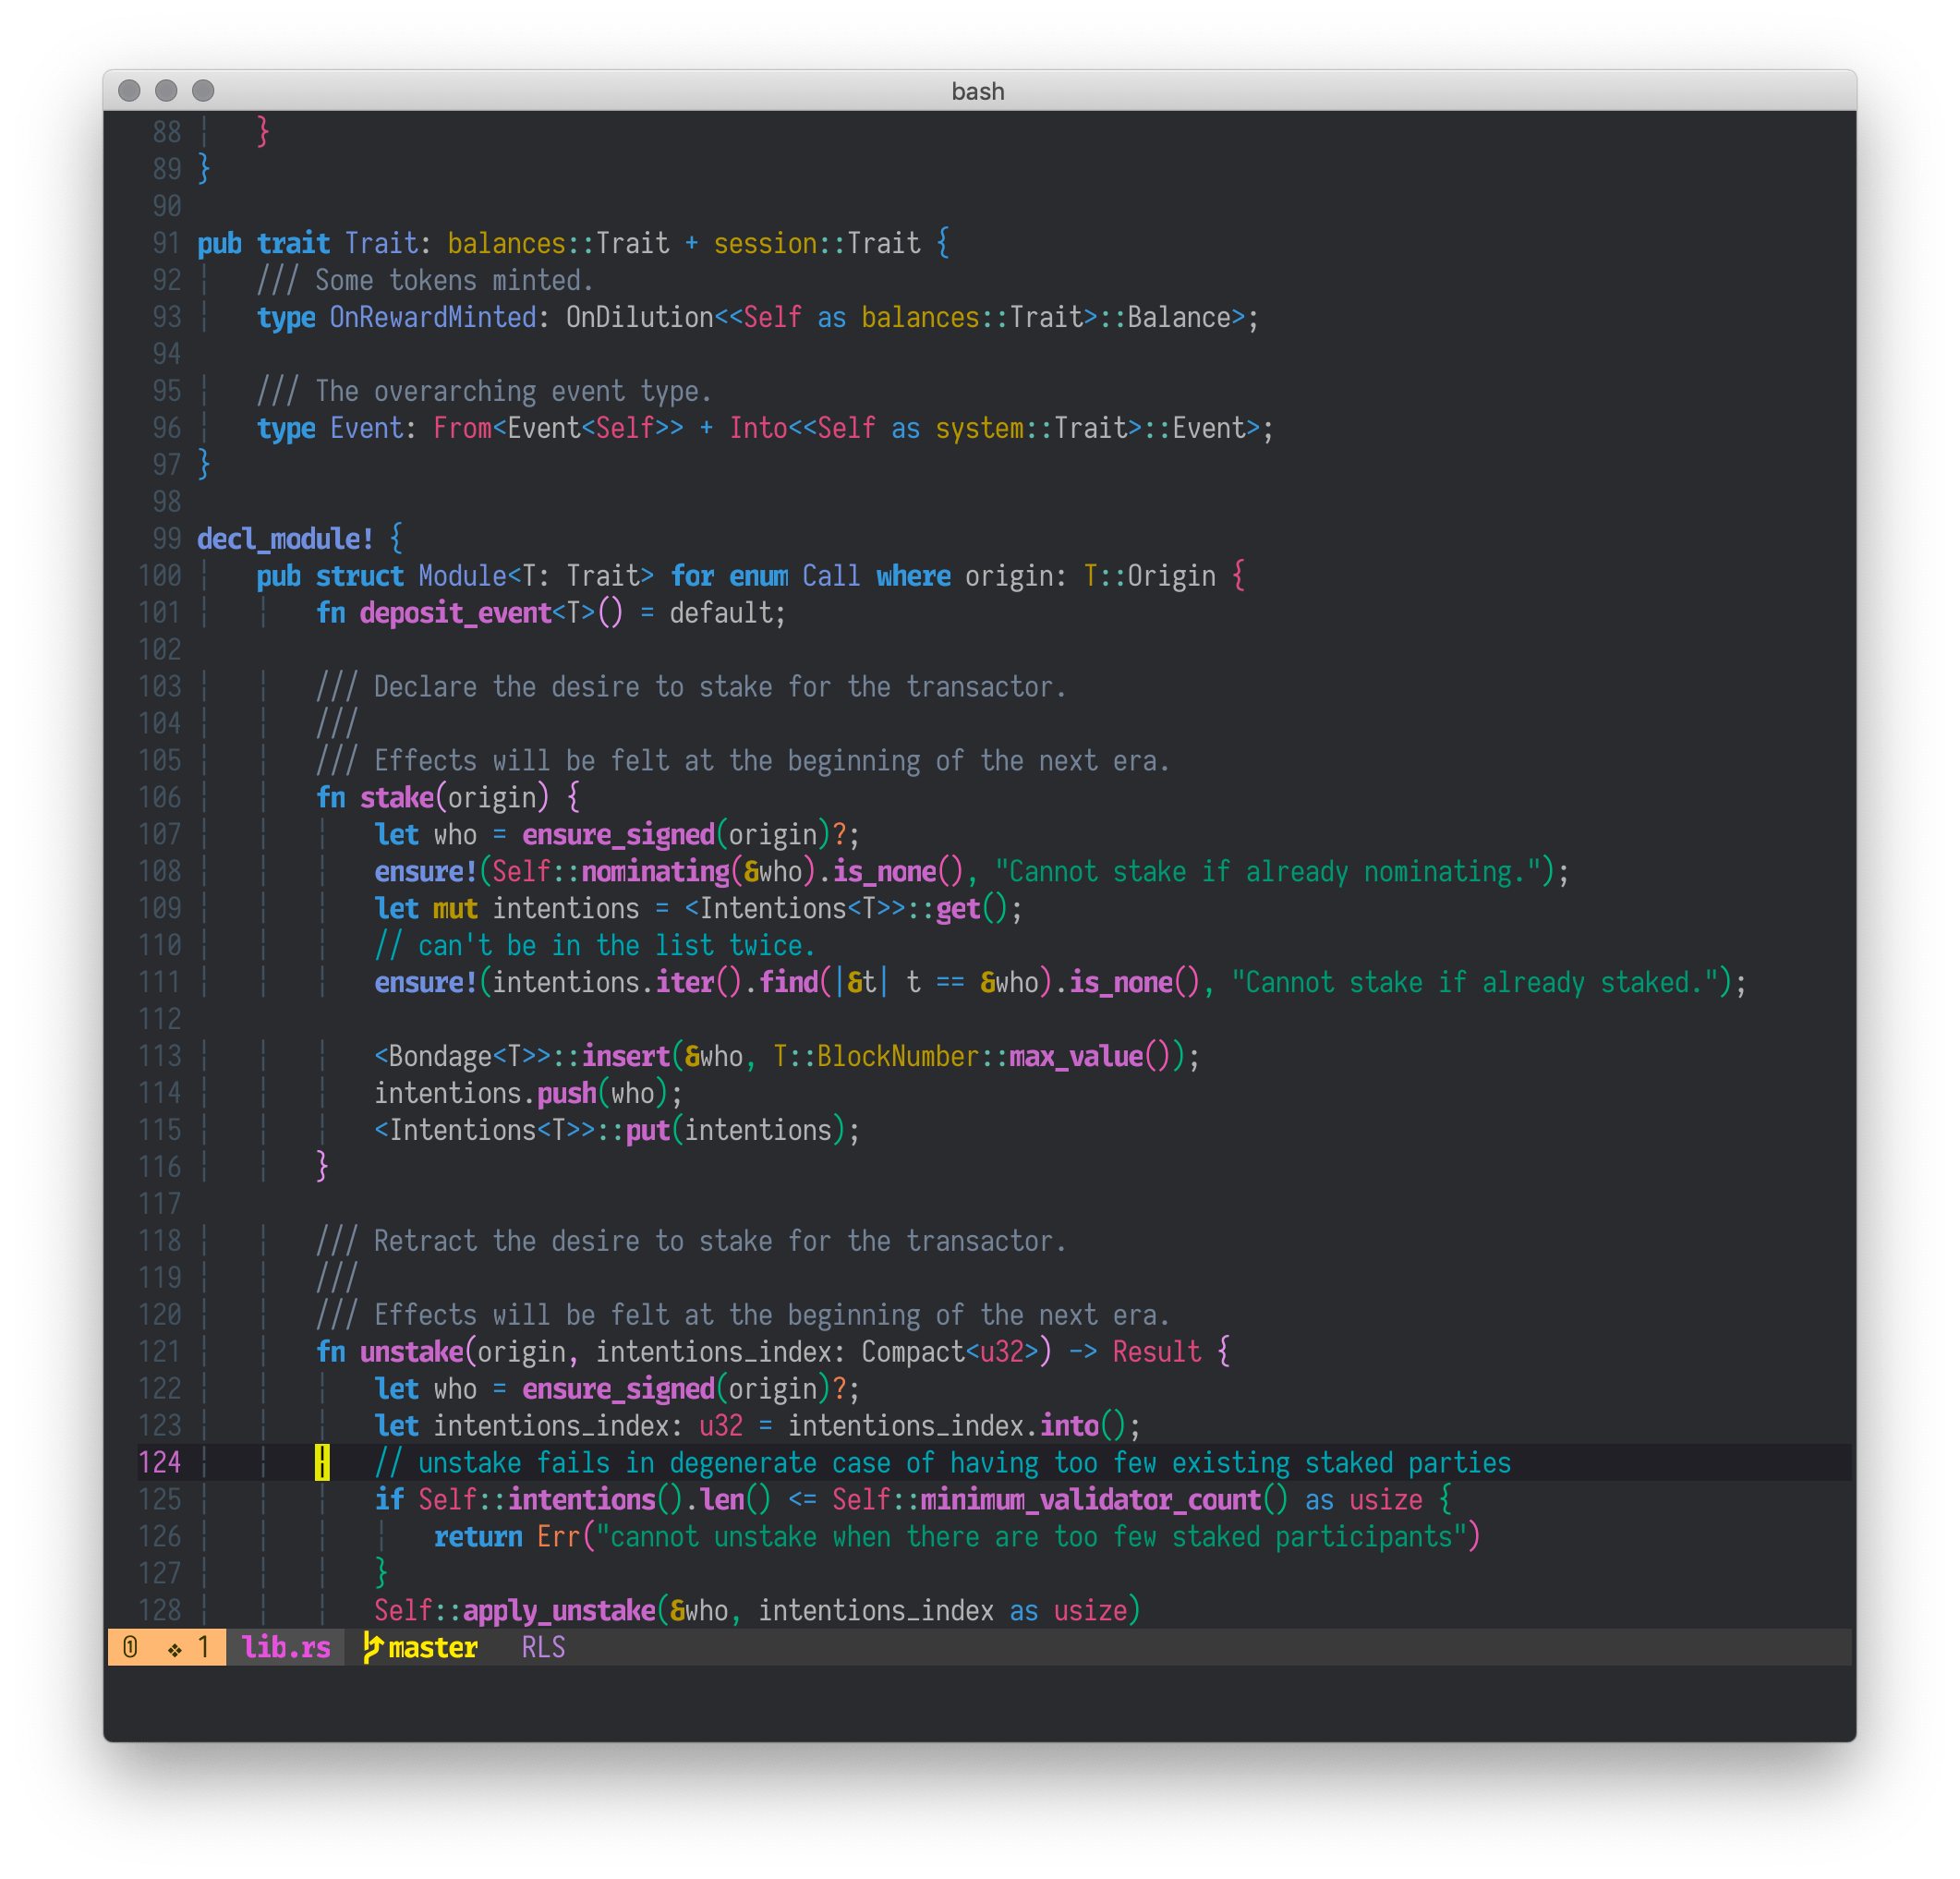 bash
88 }
89 }
90
91 pub trait Trait: balances::Trait + session::Trait {
92 /// Some tokens minted.
93 type OnRewardMinted: OnDilution<<Self as balances::Trait>::Balance>;
94
95 /// The overarching event type.
96 type Event: From<Event<Self>> + Into<<Self as system::Trait>::Event>;
97 }
98
99 decl_module! {
100 pub struct Module<T: Trait> for enum Call where origin: T::Origin {
101 fn deposit_event<T>() = default;
102
103 /// Declare the desire to stake for the transactor.
104 ///
105 /// Effects will be felt at the beginning of the next era.
106 fn stake(origin) {
107 let who = ensure_signed(origin)?;
108 ensure!(Self::nominating(&who).is_none(), "Cannot stake if already nominating.");
109 let mut intentions = <Intentions<T>>::get();
110 // can't be in the list twice.
111 ensure!(intentions.iter().find(|&t| t == &who).is_none(), "Cannot stake if already staked.");
112
113 <Bondage<T>>::insert(&who, T::BlockNumber::max_value());
114 intentions.push(who);
115 <Intentions<T>>::put(intentions);
116 }
117
118 /// Retract the desire to stake for the transactor.
119 ///
120 /// Effects will be felt at the beginning of the next era.
121 fn unstake(origin, intentions_index: Compact<u32>) -> Result {
122 let who = ensure_signed(origin)?;
123 let intentions_index: u32 = intentions_index.into();
124 // unstake fails in degenerate case of having too few existing staked parties
125 if Self::intentions().len() <= Self::minimum_validator_count() as usize {
126 return Err("cannot unstake when there are too few staked participants")
127 }
128 Self::apply_unstake(&who, intentions_index as usize)
① ❖ 1 lib.rs master RLS